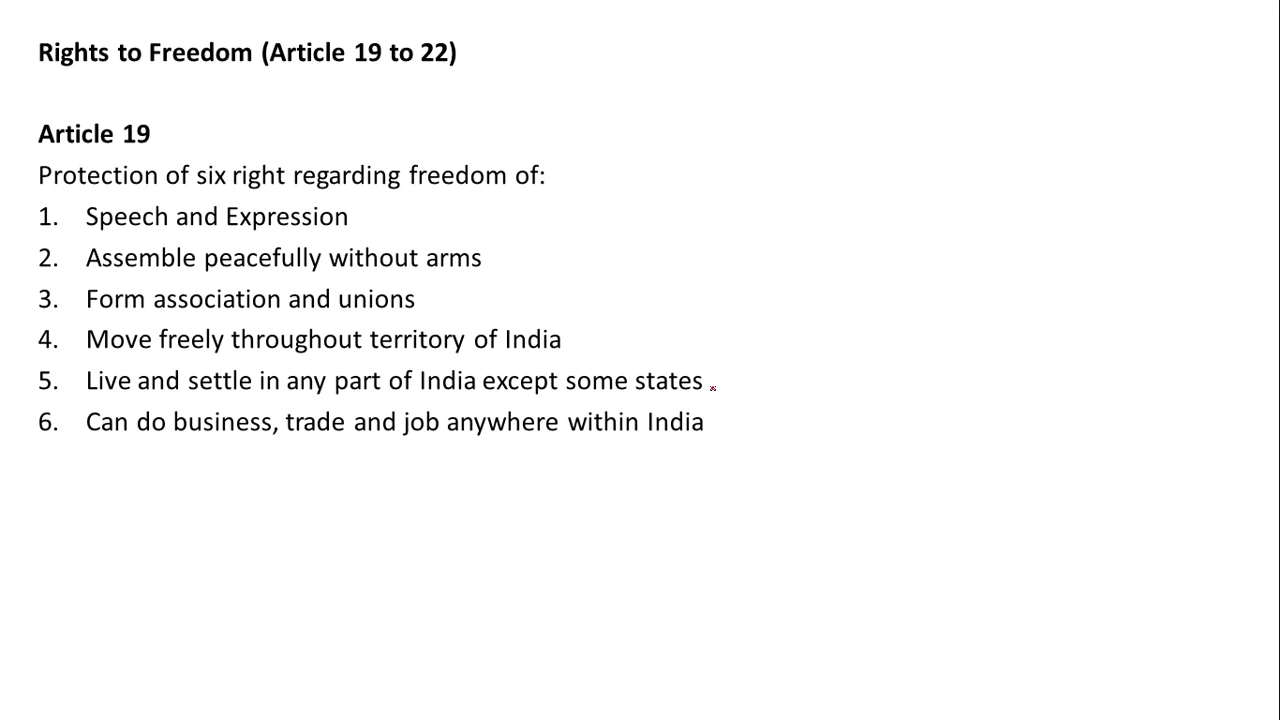 Rights to Freedom (Article 19 to 22)
Article 19
Protection of six right regarding freedom of:
1. Speech and Expression
2. Assemble peacefully without arms
3. Form association and unions
4. Move freely throughout territory of India
5. Live and settle in any part of India except some states
6. Can do business, trade and job anywhere within India